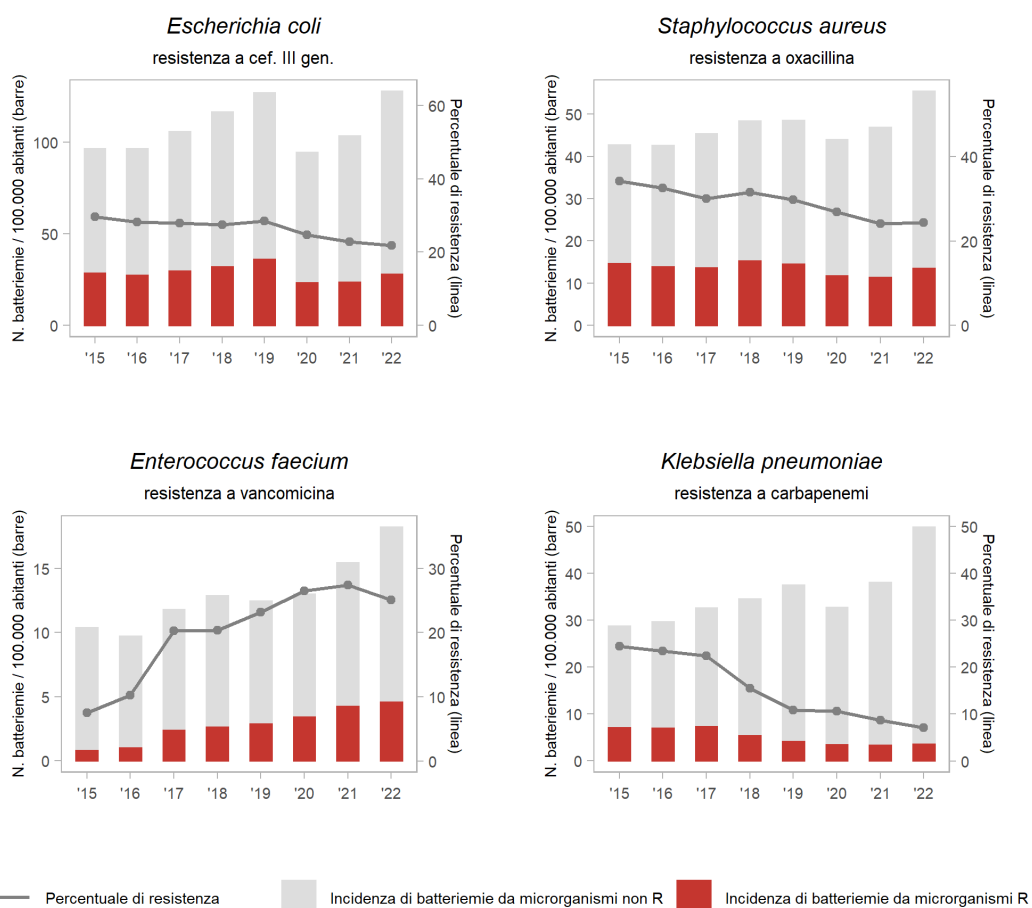 Escherichia coli
resistenza a cef. III gen.
N. batteriemie / 100.000 abitanti (barre)
100
50
0
60
40
20
0
Percentuale di resistenza (linea)
'15 '16 '17 '18 '19 '20 '21 '22
Staphylococcus aureus
resistenza a oxacillina
N. batteriemie / 100.000 abitanti (barre)
50
40
30
20
10
0
40
20
0
Percentuale di resistenza (linea)
'15 '16 '17 '18 '19 '20 '21 '22
Enterococcus faecium
resistenza a vancomicina
N. batteriemie / 100.000 abitanti (barre)
15
10
5
0
30
20
10
0
Percentuale di resistenza (linea)
'15 '16 '17 '18 '19 '20 '21 '22
Klebsiella pneumoniae
resistenza a carbapenemi
N. batteriemie / 100.000 abitanti (barre)
50
40
30
20
10
0
50
40
30
20
10
0
Percentuale di resistenza (linea)
'15 '16 '17 '18 '19 '20 '21 '22
Percentuale di resistenza
Incidenza di batteriemie da microrganismi non R
Incidenza di batteriemie da microrganismi R